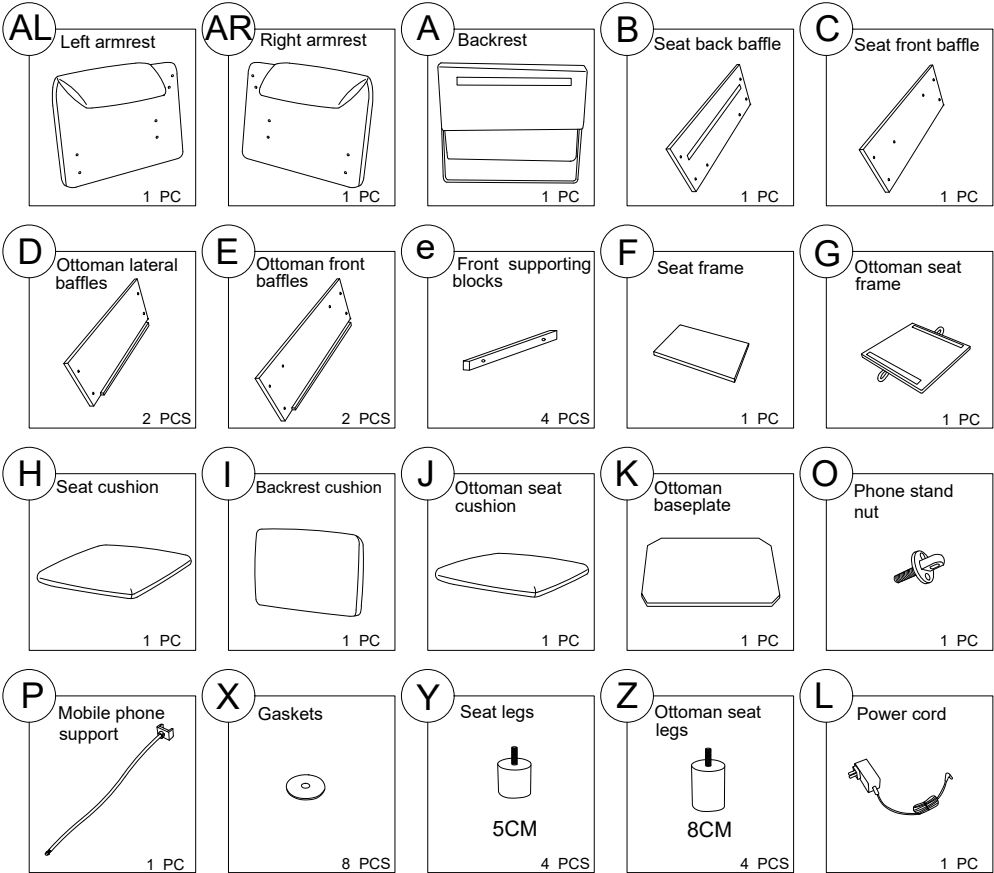 AL
Left armrest
1 PC
AR
Right armrest
1 PC
A
Backrest
1 PC
B
Seat back baffle
1 PC
C
Seat front baffle
1 PC
D
Ottoman lateral
baffles
2 PCS
E
Ottoman front
baffles
2 PCS
e
Front supporting
blocks
4 PCS
F
Seat frame
1 PC
G
Ottoman seat
frame
1 PC
H
Seat cushion
1 PC
I
Backrest cushion
1 PC
J
Ottoman seat
cushion
1 PC
K
Ottoman
baseplate
1 PC
O
Phone stand
nut
1 PC
P
Mobile phone
support
1 PC
X
Gaskets
8 PCS
Y
Seat legs
5CM
4 PCS
Z
Ottoman seat
legs
8CM
4 PCS
L
Power cord
1 PC